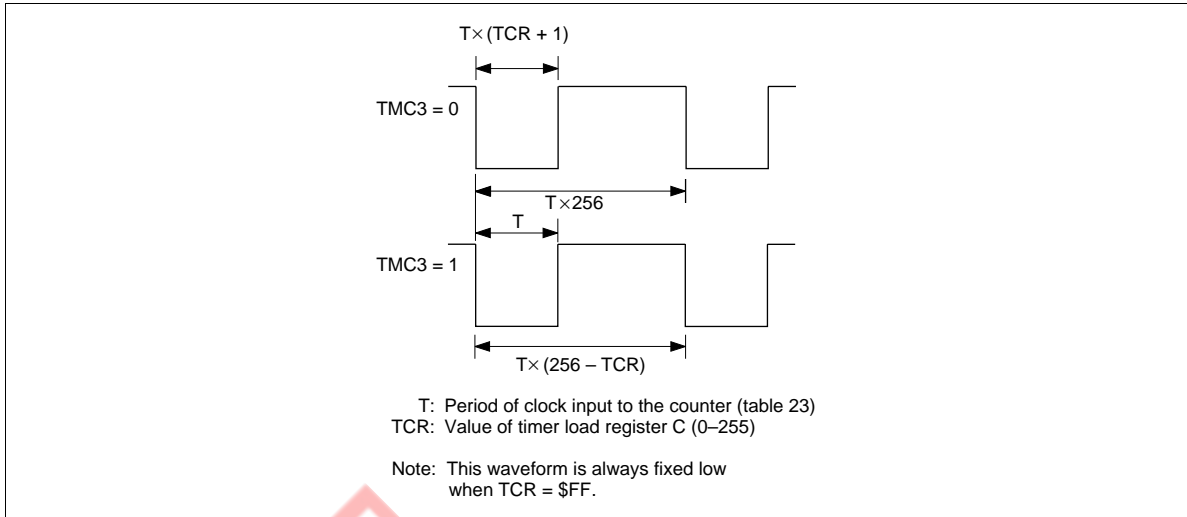 T×(TCR + 1)
TMC3 = 0
T×256
T
TMC3 = 1
T×(256 – TCR)
T: Period of clock input to the counter (table 23)
TCR: Value of timer load register C (0–255)
Note: This waveform is always fixed low
when TCR = $FF.